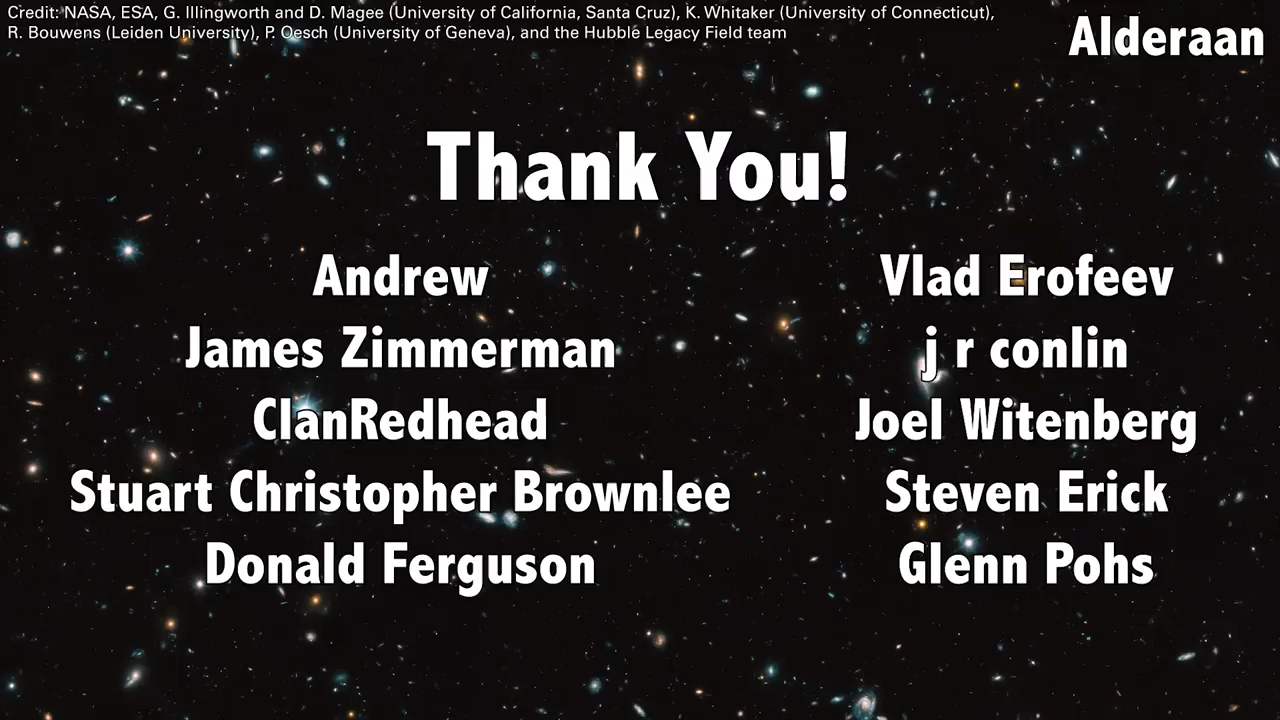 Credit: NASA, ESA, G. Illingworth and D. Magee (University of California, Santa Cruz), K. Whitaker (University of Connecticut),
R. Bouwens (Leiden University), P. Oesch (University of Geneva), and the Hubble Legacy Field team
Alderaan
Thank You!
Andrew
James Zimmerman
ClanRedhead
Stuart Christopher Brownlee
Donald Ferguson
Vlad Erofeev
j r conlin
Joel Witenberg
Steven Erick
Glenn Pohs